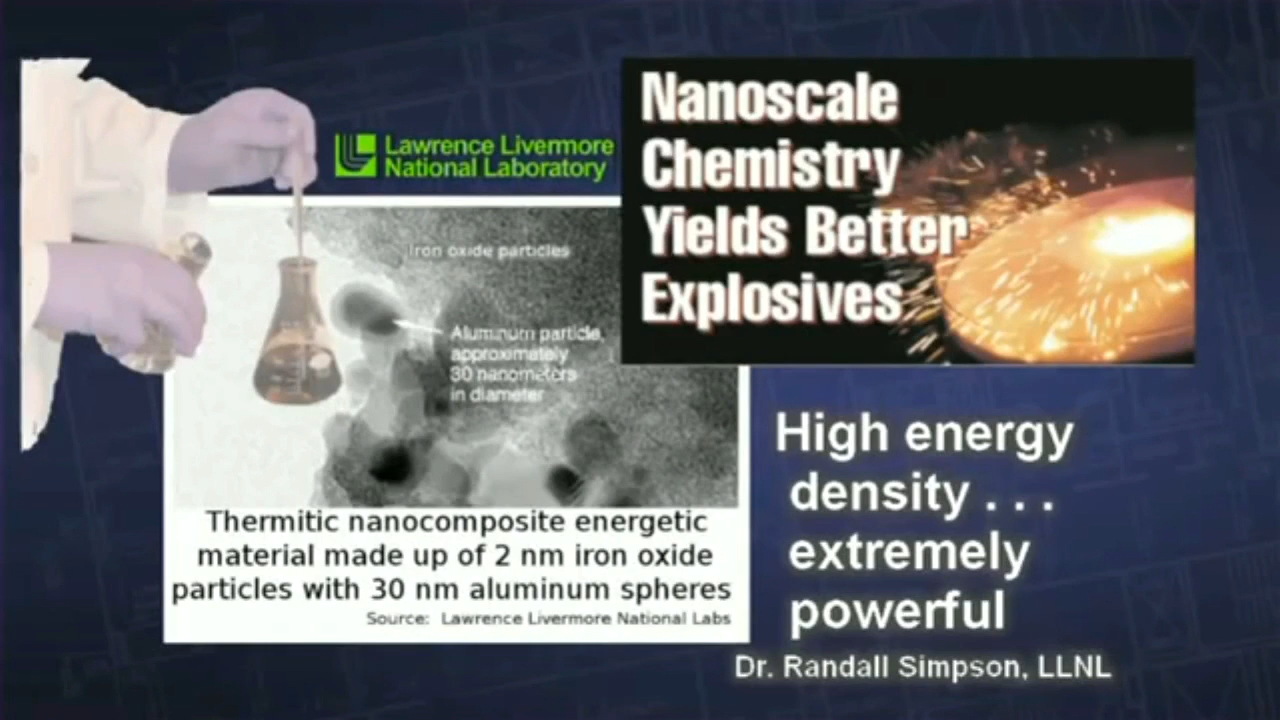 Lawrence Livermore
National Laboratory
Nanoscale
Chemistry
Yields Better
Explosives
Iron oxide particles
Aluminum particle,
approximately
30 nanometers
in diameter
Thermitic nanocomposite energetic
material made up of 2 nm iron oxide
particles with 30 nm aluminum spheres
Source: Lawrence Livermore National Labs
High energy
density . . .
extremely
powerful
Dr. Randall Simpson, LLNL